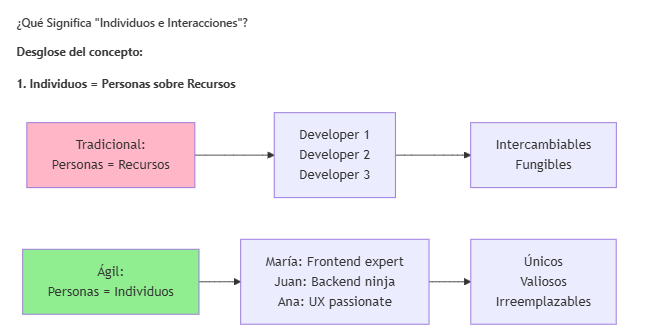 ¿Qué Significa "Individuos e Interacciones"?
Desglose del concepto:
1. Individuos = Personas sobre Recursos
Tradicional:
Personas = Recursos
Developer 1
Developer 2
Developer 3
Intercambiables
Fungibles
Ágil:
Personas = Individuos
María: Frontend expert
Juan: Backend ninja
Ana: UX passionate
Únicos
Valiosos
Irreemplazables